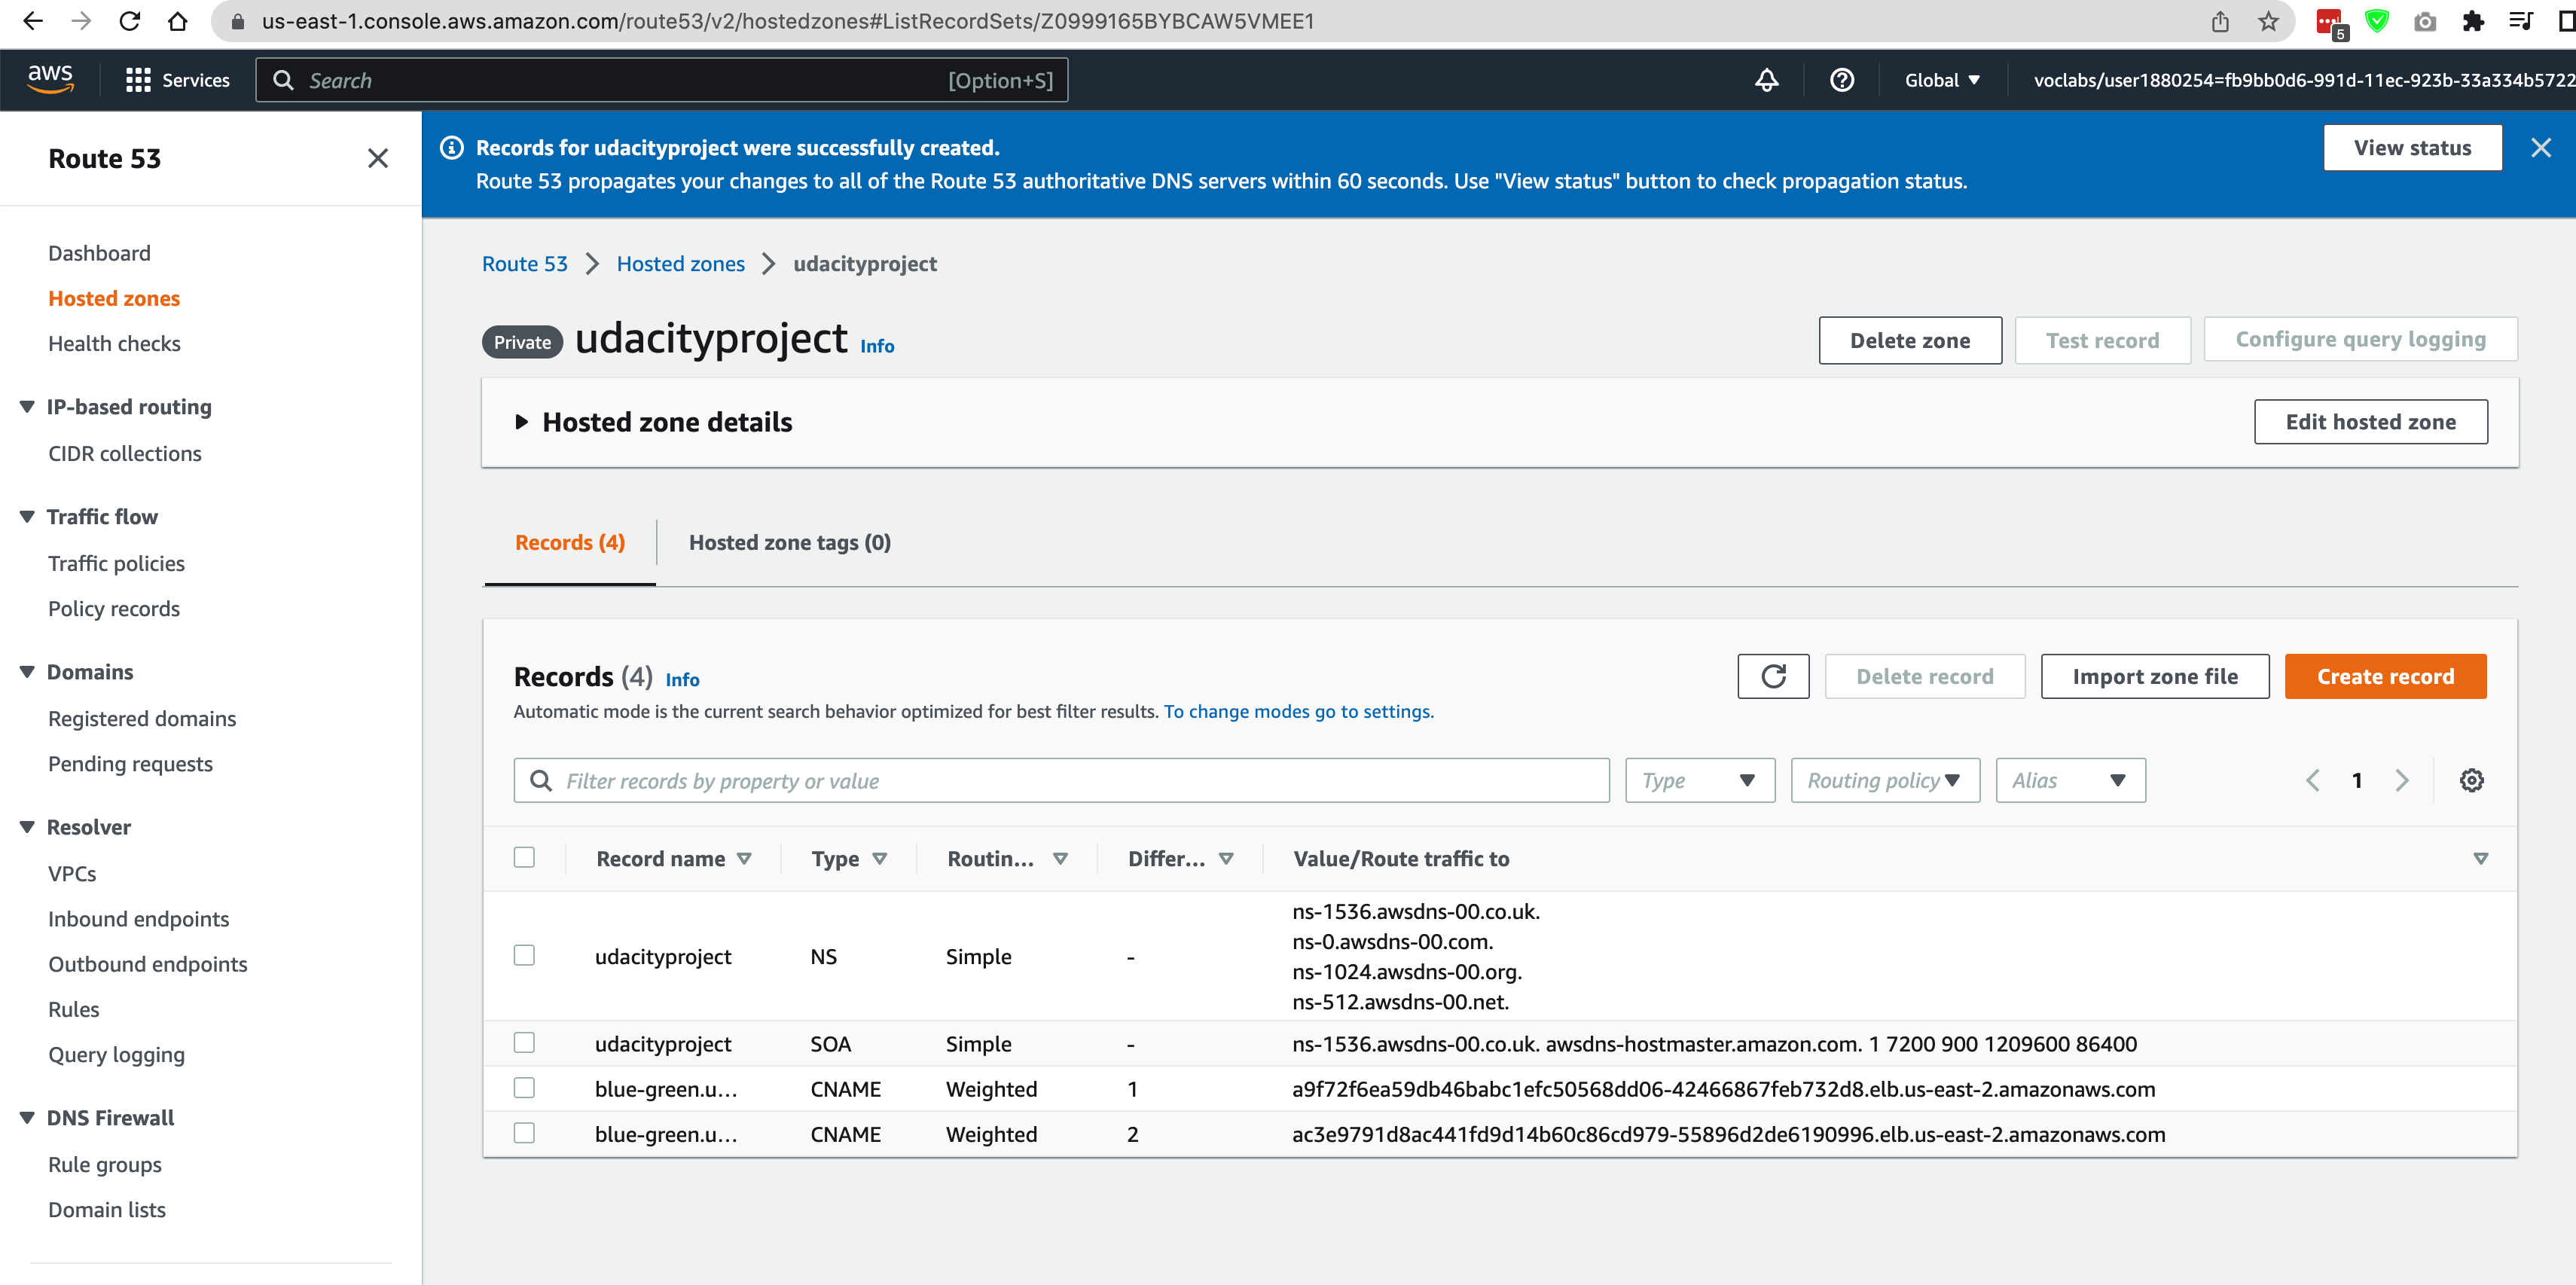 us-east-1.console.aws.amazon.com/route53/v2/hostedzones#ListRecordSets/Z0999165BYBCAW5VMEE1
5
aws
Services
Search
[Option+S]
Global
voclabs/user1880254=fb9bb0d6-991d-11ec-923b-33a334b5722
Route 53
Records for udacityproject were successfully created.
Route 53 propagates your changes to all of the Route 53 authoritative DNS servers within 60 seconds. Use "View status" button to check propagation status.
View status
Dashboard
Hosted zones
Health checks
IP-based routing
CIDR collections
Traffic flow
Traffic policies
Policy records
Domains
Registered domains
Pending requests
Resolver
VPCs
Inbound endpoints
Outbound endpoints
Rules
Query logging
DNS Firewall
Rule groups
Domain lists
Route 53 > Hosted zones > udacityproject
Private udacityproject Info
Delete zone
Test record
Configure query logging
Hosted zone details
Edit hosted zone
Records (4)
Hosted zone tags (0)
Records (4) Info
Delete record
Import zone file
Create record
Automatic mode is the current search behavior optimized for best filter results. To change modes go to settings.
Filter records by property or value
Type
Routing policy
Alias
1
Record name Type Routin... Differ... Value/Route traffic to
ns-1536.awsdns-00.co.uk.
ns-0.awsdns-00.com.
udacityproject NS Simple -
ns-1024.awsdns-00.org.
ns-512.awsdns-00.net.
udacityproject SOA Simple - ns-1536.awsdns-00.co.uk. awsdns-hostmaster.amazon.com. 1 7200 900 1209600 86400
blue-green.u... CNAME Weighted 1 a9f72f6ea59db46babc1efc50568dd06-42466867feb732d8.elb.us-east-2.amazonaws.com
blue-green.u... CNAME Weighted 2 ac3e9791d8ac441fd9d14b60c86cd979-55896d2de6190996.elb.us-east-2.amazonaws.com